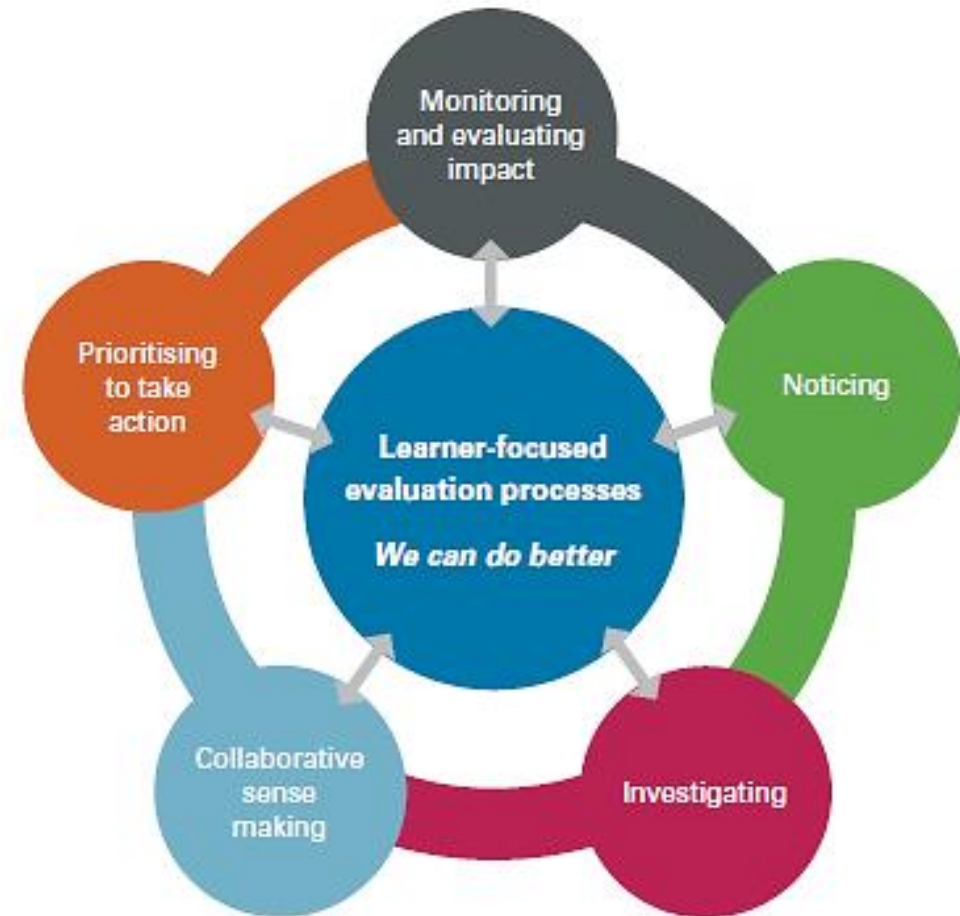 Monitoring
and evaluating
impact
Noticing
Investigating
Collaborative
sense
making
Prioritising
to take
action
Learner-focused
evaluation processes
We can do better